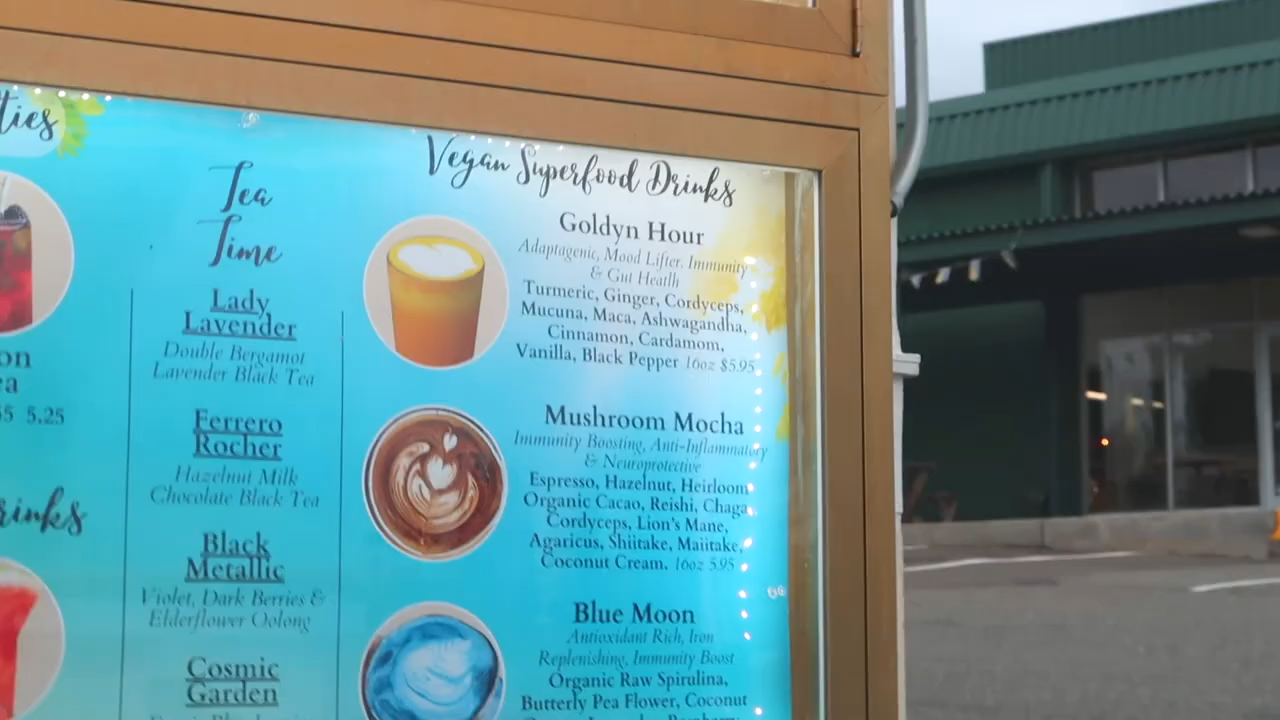 ties
Tea
Time
Lady
Lavender
Double Bergamot
Lavender Black Tea
on
ea
5 5.25
Ferrero
Rocher
Hazelnut Milk
Chocolate Black Tea
rinks
Black
Metallic
Violet, Dark Berries &
Elderflower Oolong
Cosmic
Garden
Vegan Superfood Drinks
Goldyn Hour
Adaptagenic, Mood Lifter. Immunity
& Gut Heatlh
Turmeric, Ginger, Cordyceps,
Mucuna, Maca, Ashwagandha,
Cinnamon, Cardamom,
Vanilla, Black Pepper 16oz $5.95
Mushroom Mocha
Immunity Boosting, Anti-Inflammatory
& Neuroprotective
Espresso, Hazelnut, Heirloom
Organic Cacao, Reishi, Chaga
Cordyceps, Lion's Mane,
Agaricus, Shiitake, Maiitake,
Coconut Cream. 16oz 5.95
Blue Moon
Antioxidant Rich, Iron
Replenishing, Immunity Boost
Organic Raw Spirulina,
Butterly Pea Flower, Coconut